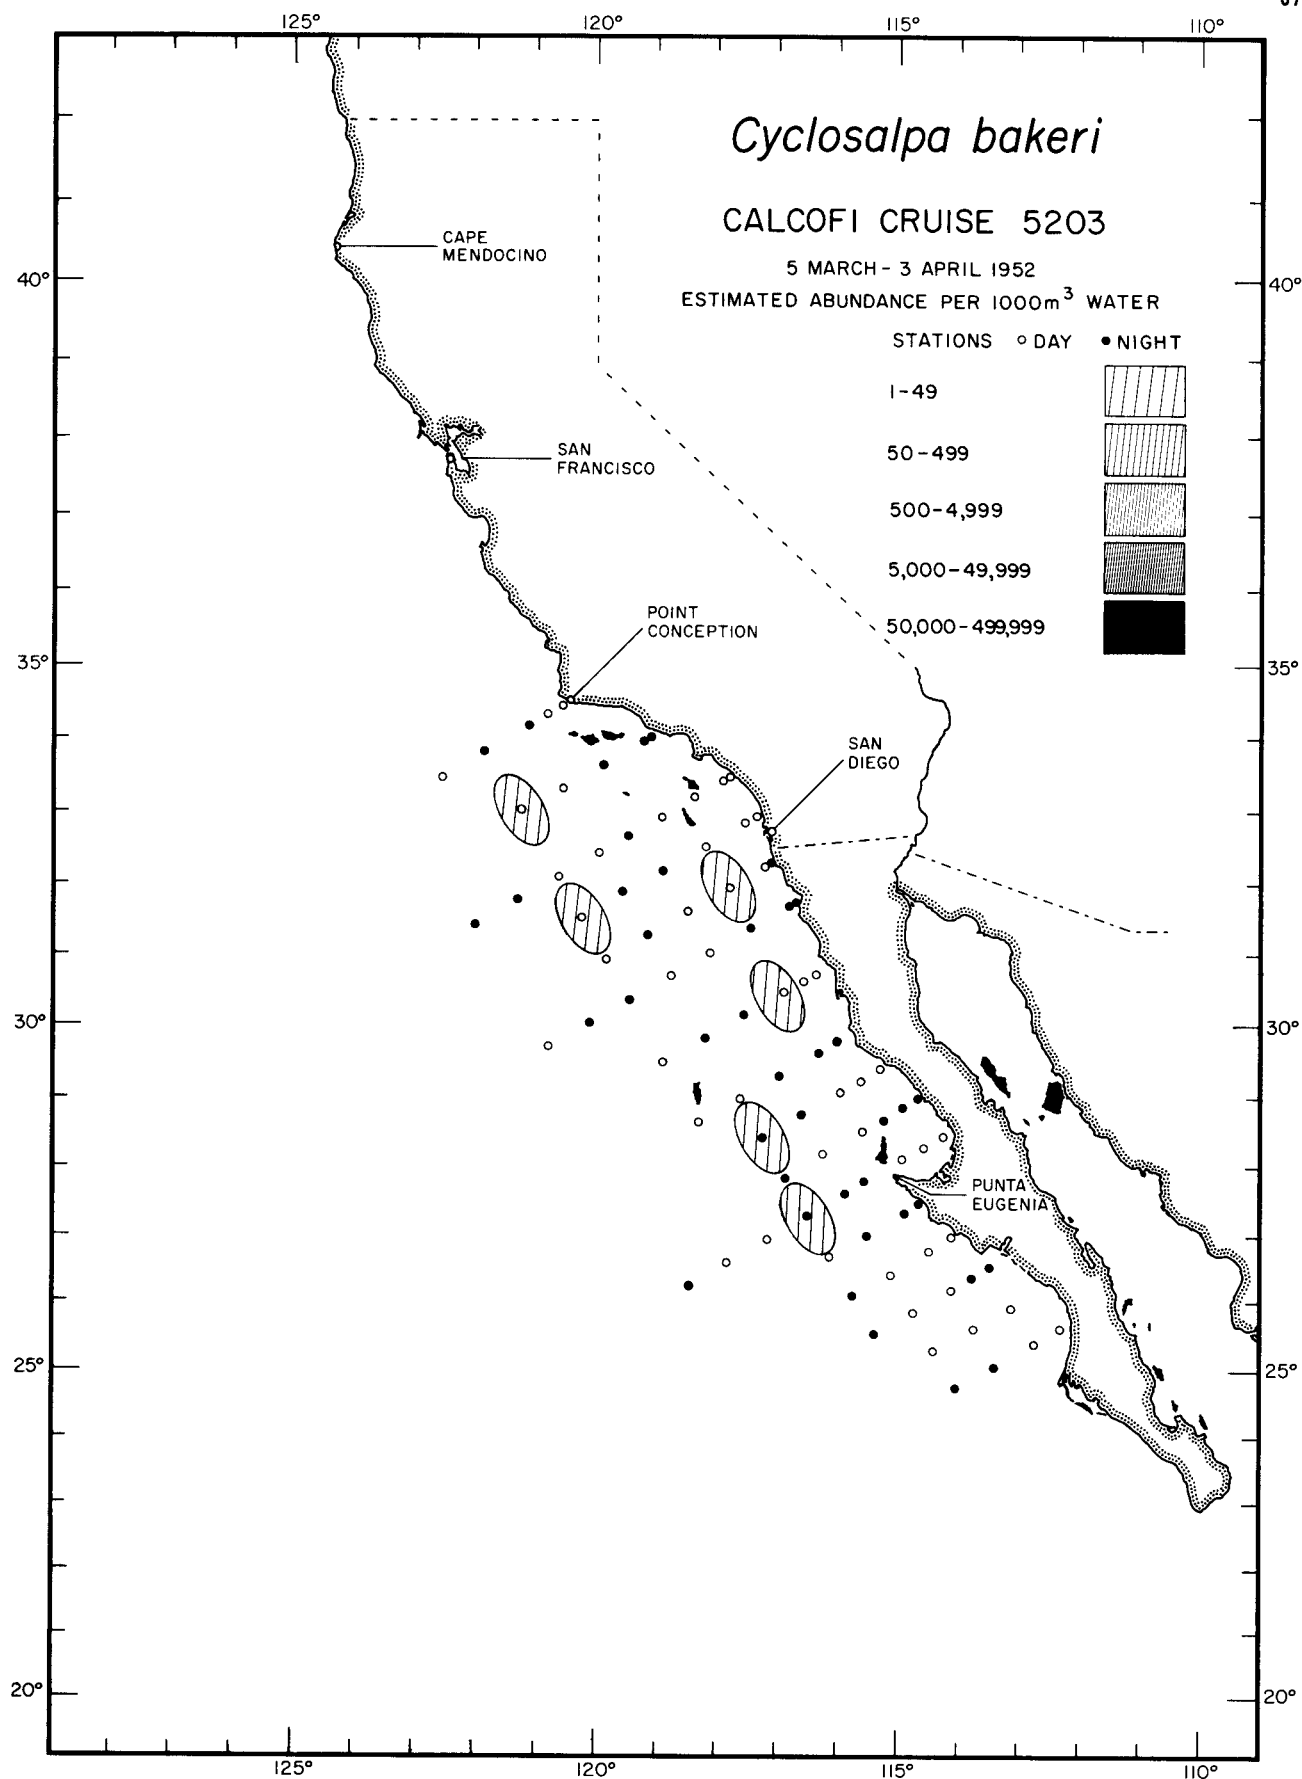 125° 120° 115° 110°
Cyclosalpa bakeri
CALCOFI CRUISE 5203
5 MARCH - 3 APRIL 1952
ESTIMATED ABUNDANCE PER 1000m³ WATER
STATIONS ○ DAY ● NIGHT
1-49
50-499
500-4,999
5,000-49,999
50,000-499,999
CAPE
MENDOCINO
40° 40°
SAN
FRANCISCO
POINT
CONCEPTION
35° 35°
SAN
DIEGO
30° 30°
PUNTA
EUGENIA
25° 25°
20° 20°
125° 120° 115° 110°